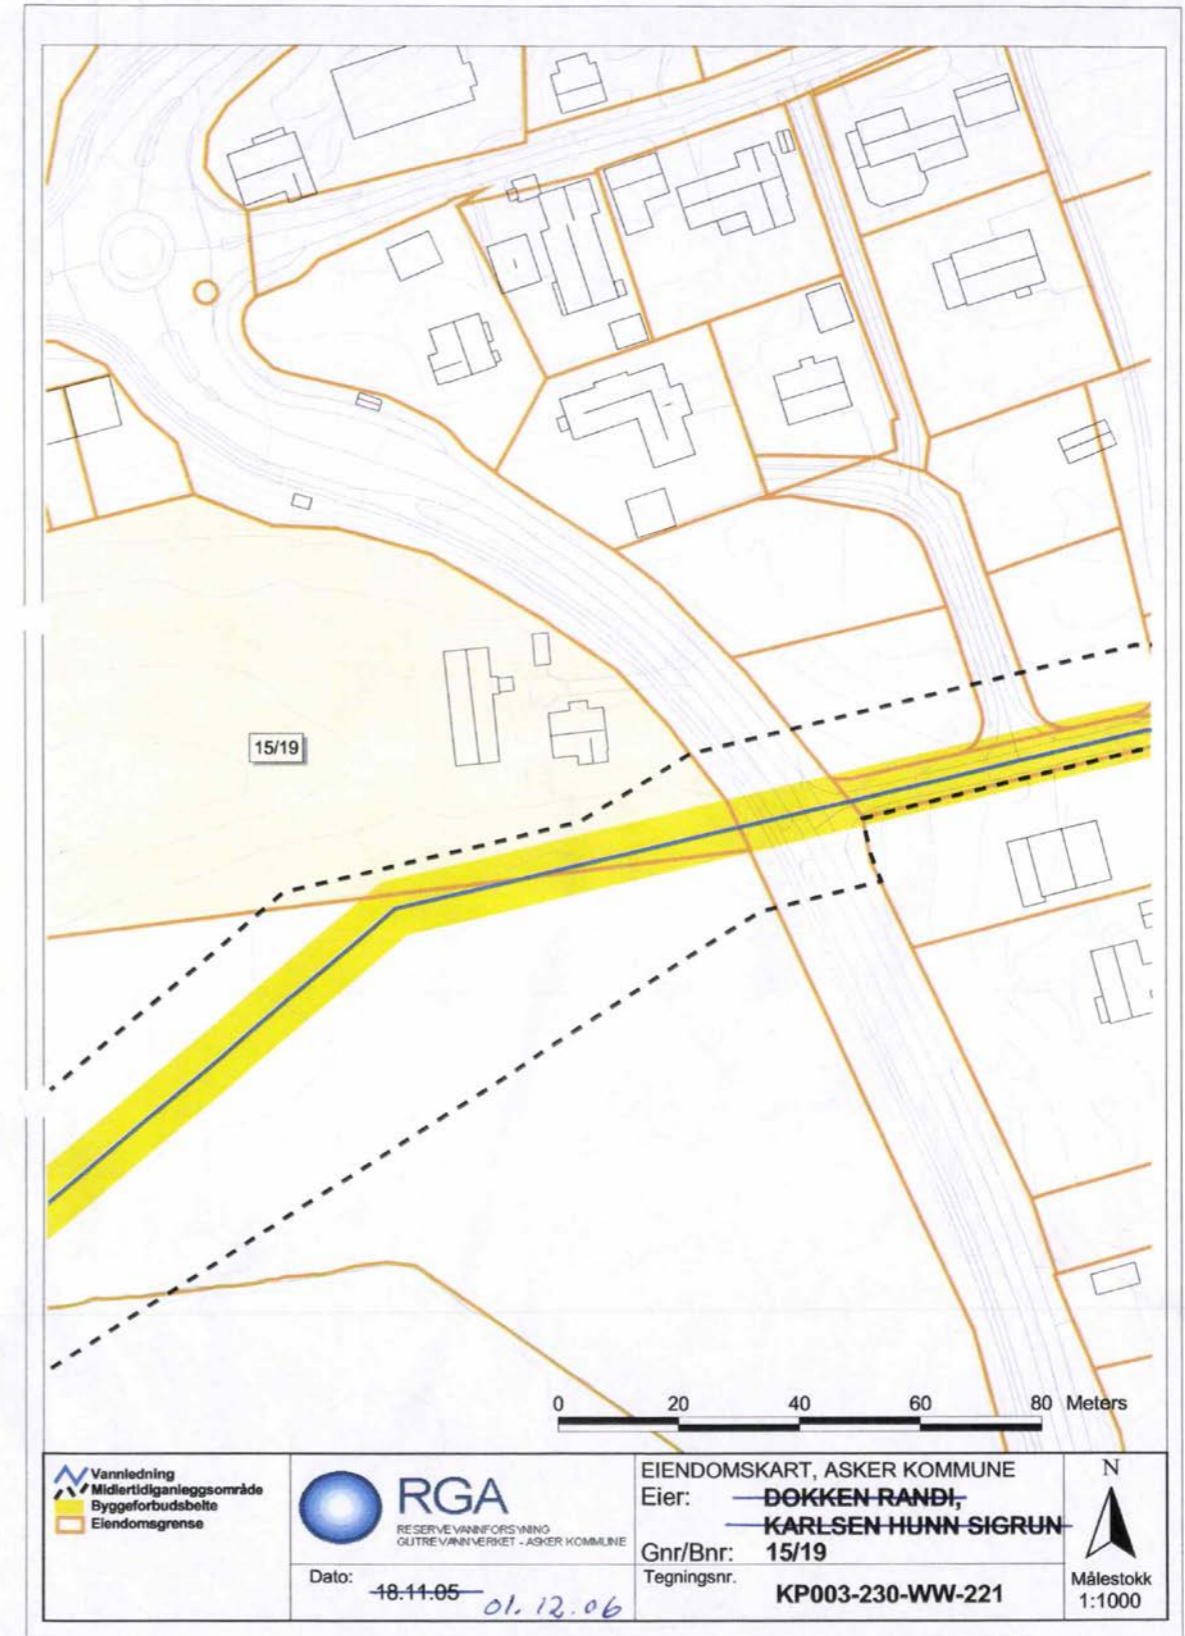 15/19
0 20 40 60 80 Meters
Vannledning
Midlertidiganleggsområde
Byggeforbudsbelte
Eiendomsgrense
RGA
RESERVEVANNFORSYNING
GLITREVANNVERKET - ASKER KOMMUNE
Dato: 18.11.05 01.12.06
EIENDOMSKART, ASKER KOMMUNE
Eier: DOKKEN RANDI,
KARLSEN HUNN SIGRUN
Gnr/Bnr: 15/19
Tegningsnr.
KP003-230-WW-221
N
Målestokk
1:1000